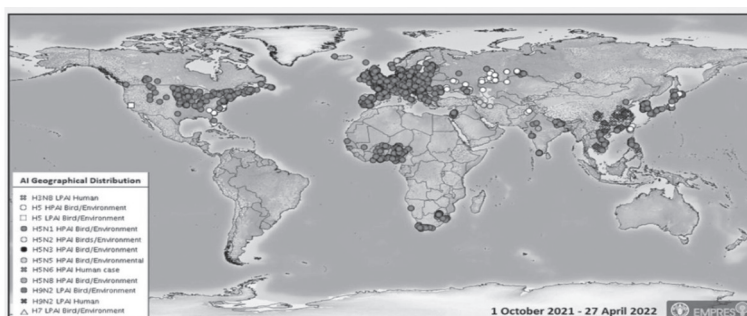 AI Geographical Distribution
H3N8 LPAI Human
H5 HPAI Bird/Environment
H5 LPAI Bird/Environment
H5N1 HPAI Bird/Environment
H5N2 HPAI Birds/Environment
H5N3 HPAI Bird/Environment
H5N5 HPAI Bird/Environmental
H5N6 HPAI Human case
H5N8 HPAI Bird/Environment
H9N2 LPAI Bird/Environment
H9N2 LPAI Human
H7 LPAI Bird/Environment
1 October 2021 - 27 April 2022
EMPRES